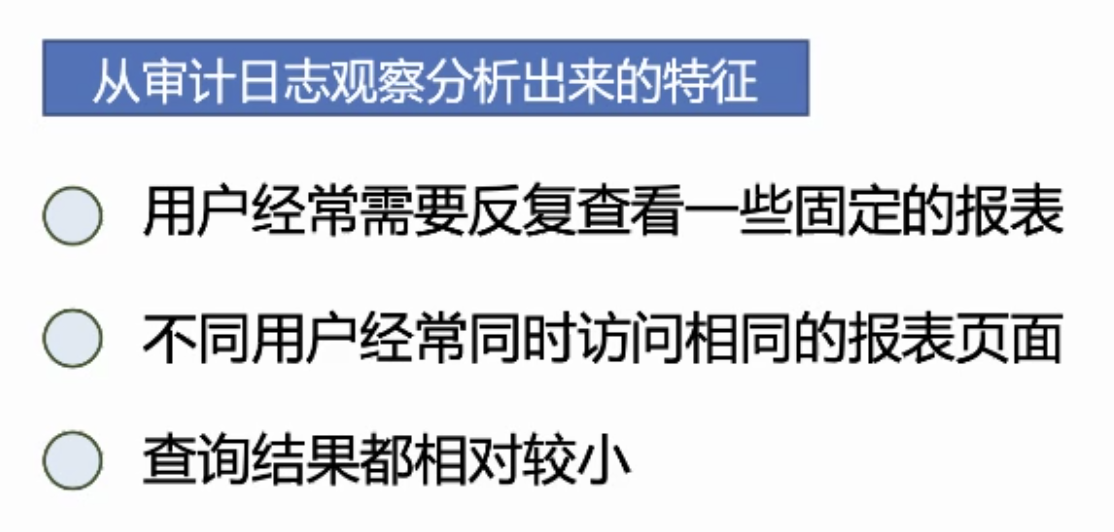 从审计日志观察分析出来的特征
用户经常需要反复查看一些固定的报表
不同用户经常同时访问相同的报表页面
查询结果都相对较小